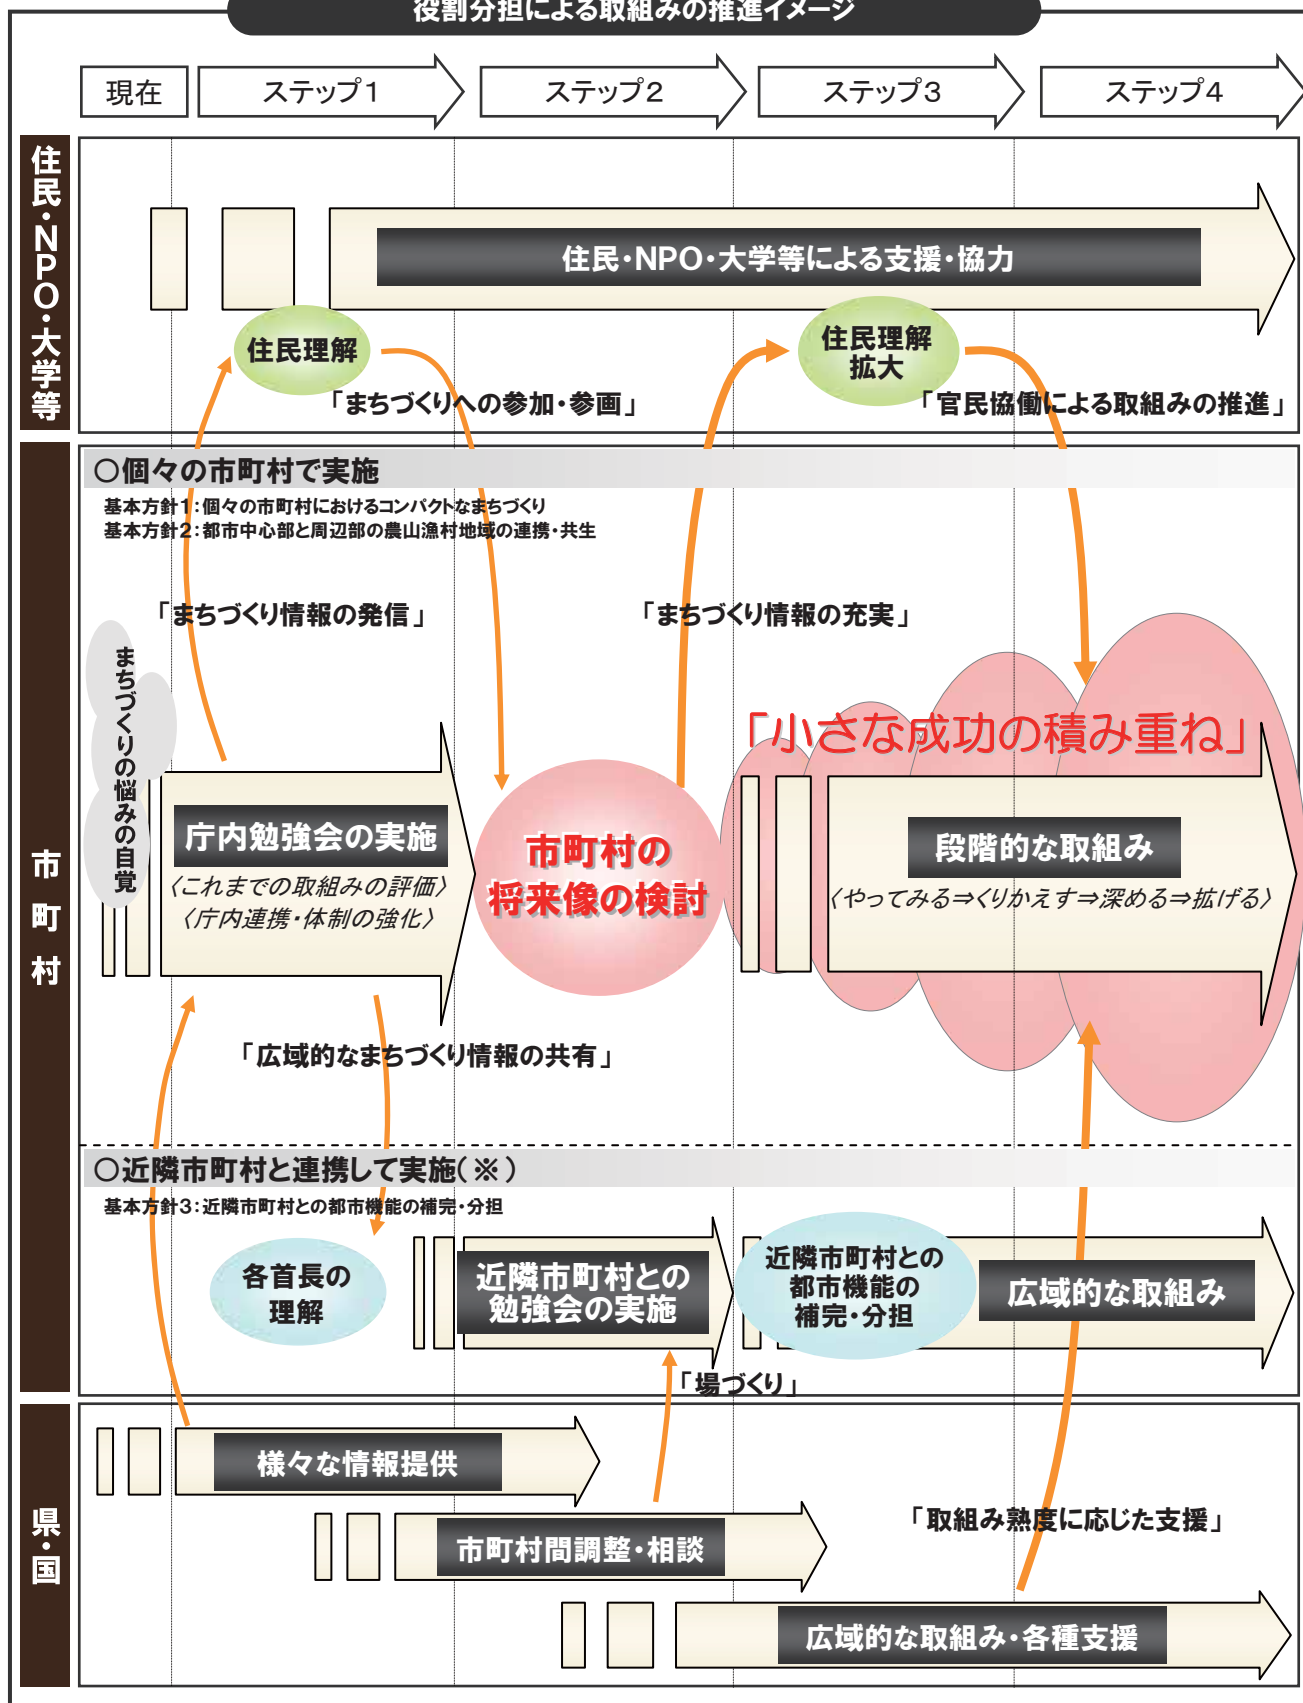 役割分担による取組みの推進イメージ
現在
ステップ1
ステップ2
ステップ3
ステップ4
住民・NPO・大学等
住民・NPO・大学等による支援・協力
住民理解
住民理解
拡大
「まちづくりへの参加・参画」
「官民協働による取組みの推進」
市町村
○個々の市町村で実施
基本方針1:個々の市町村におけるコンパクトなまちづくり
基本方針2:都市中心部と周辺部の農山漁村地域の連携・共生
「まちづくり情報の発信」
「まちづくり情報の充実」
まちづくりの悩みの自覚
「小さな成功の積み重ね」
庁内勉強会の実施
〈これまでの取組みの評価〉
〈庁内連携・体制の強化〉
市町村の
将来像の検討
段階的な取組み
〈やってみる⇒くりかえす⇒深める⇒拡げる〉
「広域的なまちづくり情報の共有」
○近隣市町村と連携して実施(※)
基本方針3:近隣市町村との都市機能の補完・分担
各首長の
理解
近隣市町村との
勉強会の実施
近隣市町村との
都市機能の
補完・分担
広域的な取組み
「場づくり」
県・国
様々な情報提供
市町村間調整・相談
「取組み熟度に応じた支援」
広域的な取組み・各種支援